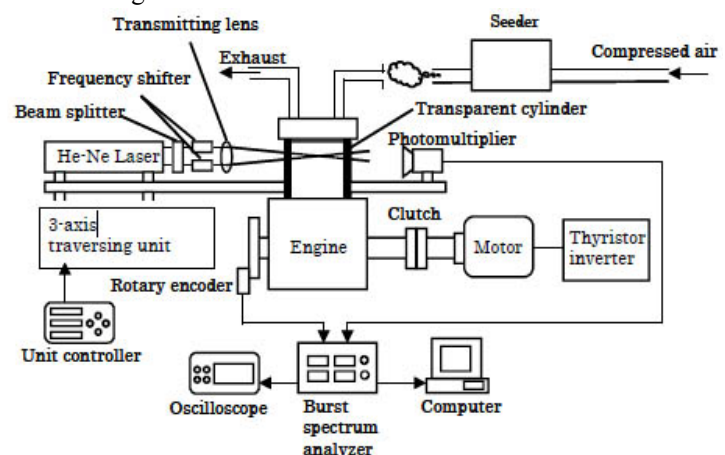 Transmitting lens
Seeder
Exhaust
Compressed air
Frequency shifter
Beam splitter
Transparent cylinder
Photomultiplier
He-Ne Laser
3-axis
traversing unit
Clutch
Engine
Motor
Thyristor
inverter
Rotary encoder
Unit controller
Oscilloscope
Burst
spectrum
analyzer
Computer